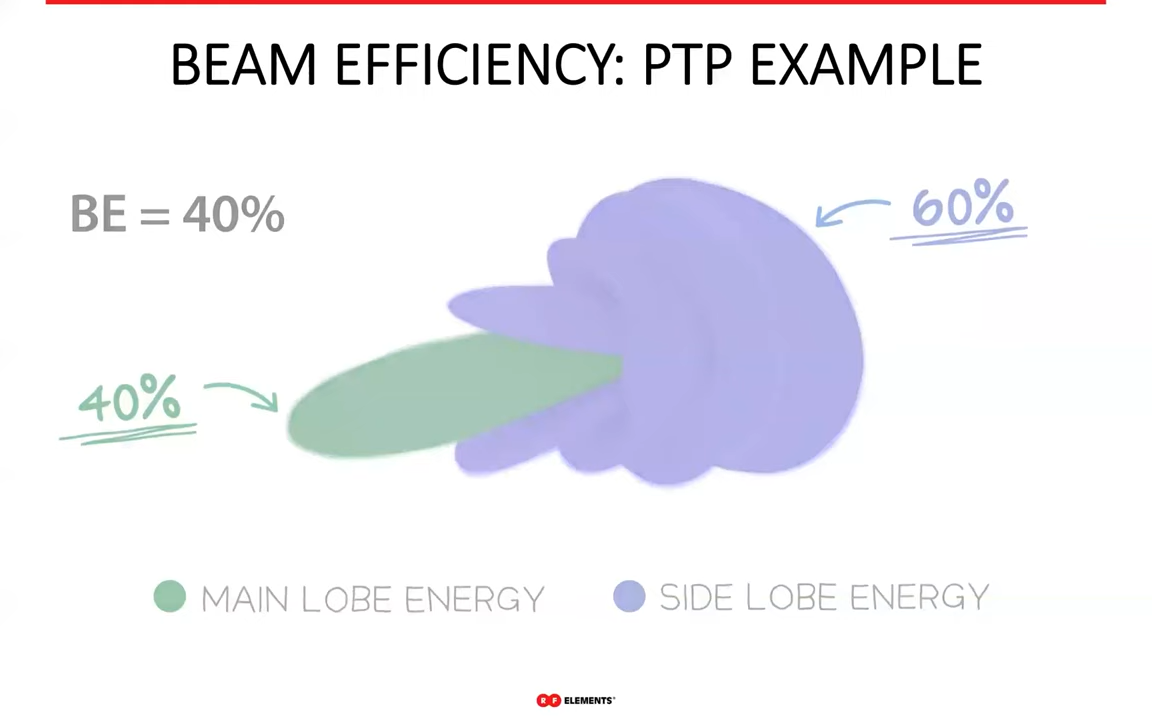 BEAM EFFICIENCY: PTP EXAMPLE
BE = 40%
60%
40%
MAIN LOBE ENERGY
SIDE LOBE ENERGY
RF ELEMENTS